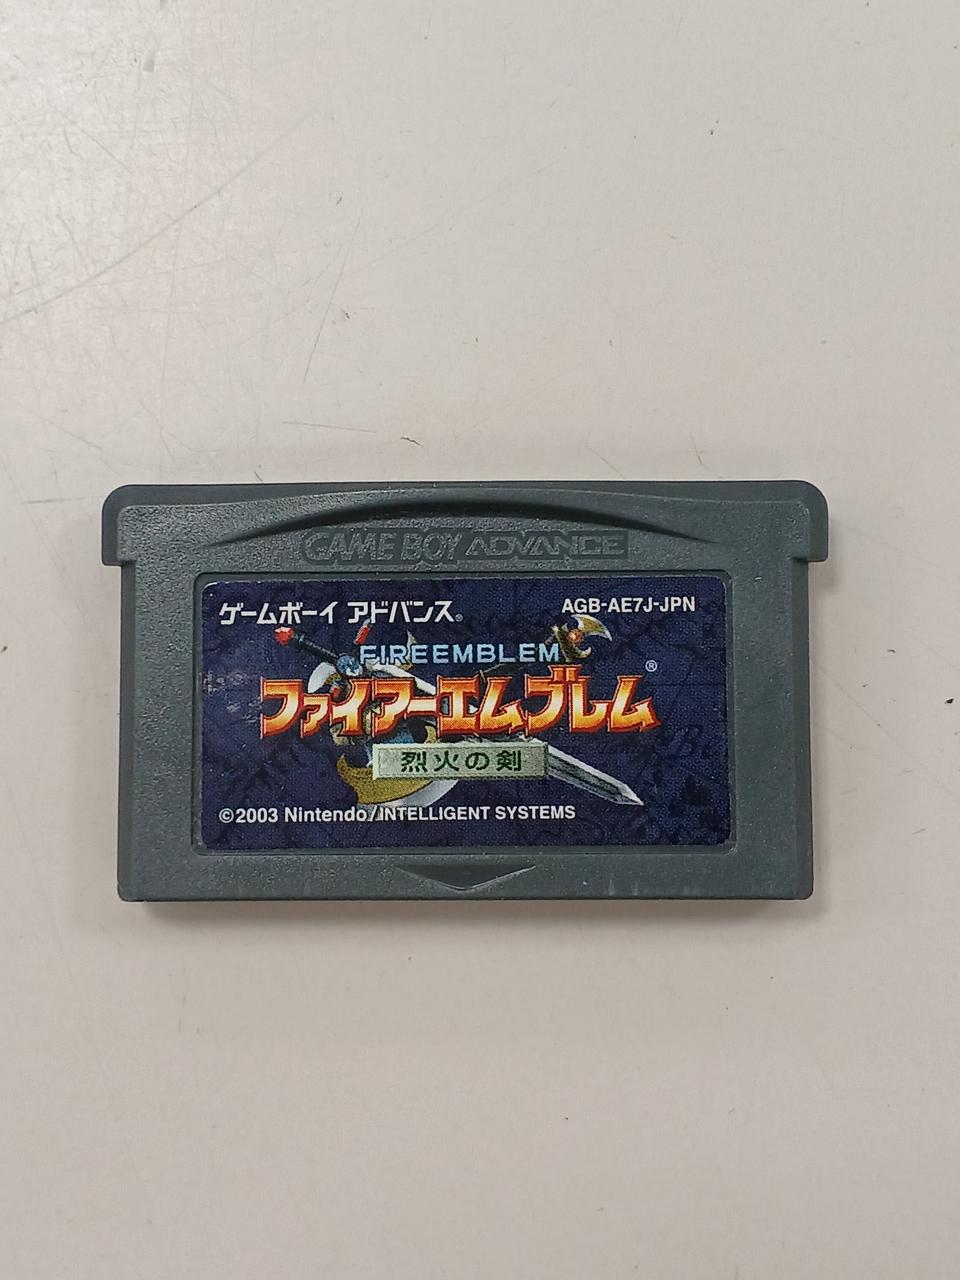 GAME BOY ADVANCE
ゲームボーイ アドバンス® AGB-AE7J-JPN
FIRE EMBLEM
ファイアーエムブレム®
烈火の剣
©2003 Nintendo/INTELLIGENT SYSTEMS